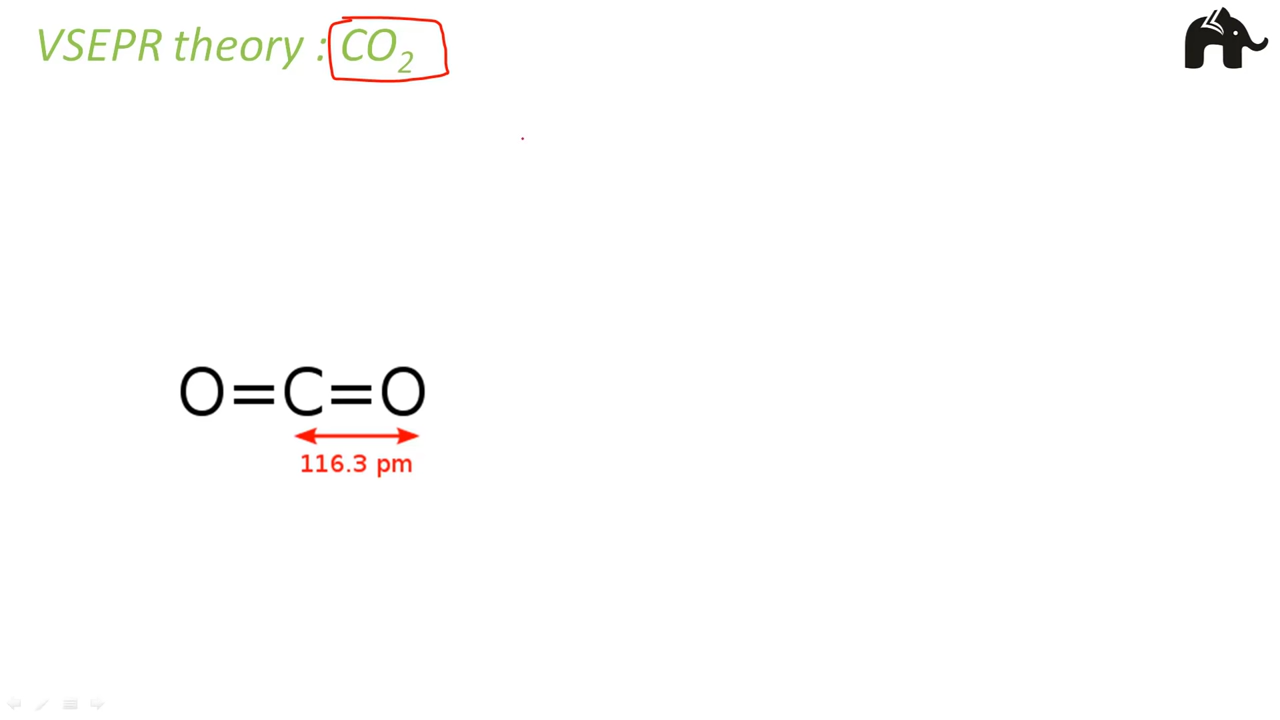 VSEPR theory : CO₂
O=C=O
116.3 pm